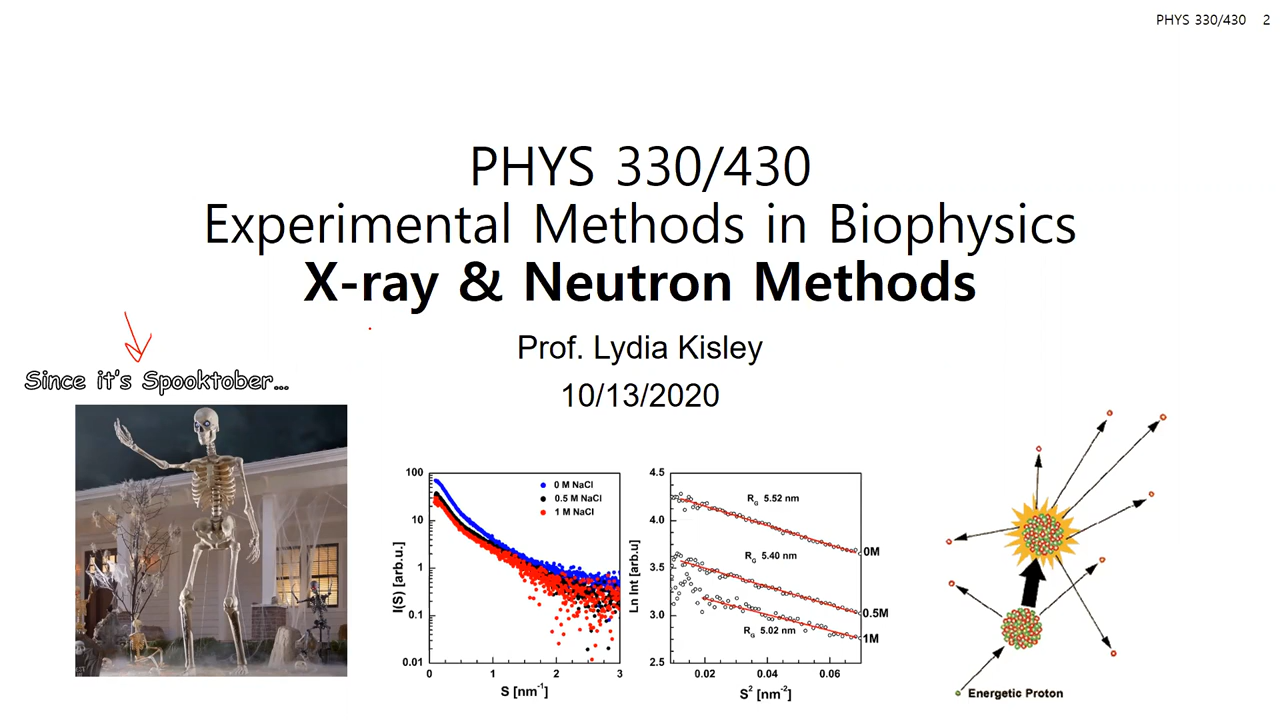 PHYS 330/430 2
PHYS 330/430
Experimental Methods in Biophysics
X-ray & Neutron Methods
Prof. Lydia Kisley
10/13/2020
Since it's Spooktober...
100
10
1
0.1
0.01
0
1
2
3
I(S) [arb.u.]
S [nm⁻¹]
0 M NaCl
0.5 M NaCl
1 M NaCl
4.5
4.0
3.5
3.0
2.5
0.02
0.04
0.06
Ln Int [arb.u]
S² [nm⁻²]
R_G 5.52 nm
R_G 5.40 nm
R_G 5.02 nm
0M
0.5M
1M
Energetic Proton